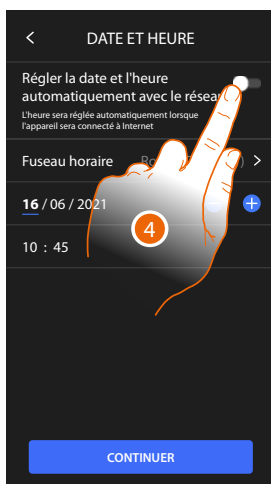 DATE ET HEURE
Régler la date et l'heure
automatiquement avec le réseau
L'heure sera réglée automatiquement lorsque
l'appareil sera connecté à Internet
Fuseau horaire
16 / 06 / 2021
4
10 : 45
CONTINUER